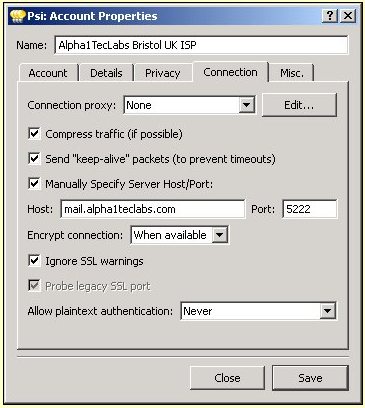 Psi: Account Properties
Name: Alpha1TecLabs Bristol UK ISP
Account Details Privacy Connection Misc.
Connection proxy: None Edit...
Compress traffic (if possible)
Send "keep-alive" packets (to prevent timeouts)
Manually Specify Server Host/Port:
Host: mail.alpha1teclabs.com Port: 5222
Encrypt connection: When available
Ignore SSL warnings
Probe legacy SSL port
Allow plaintext authentication: Never
Close Save